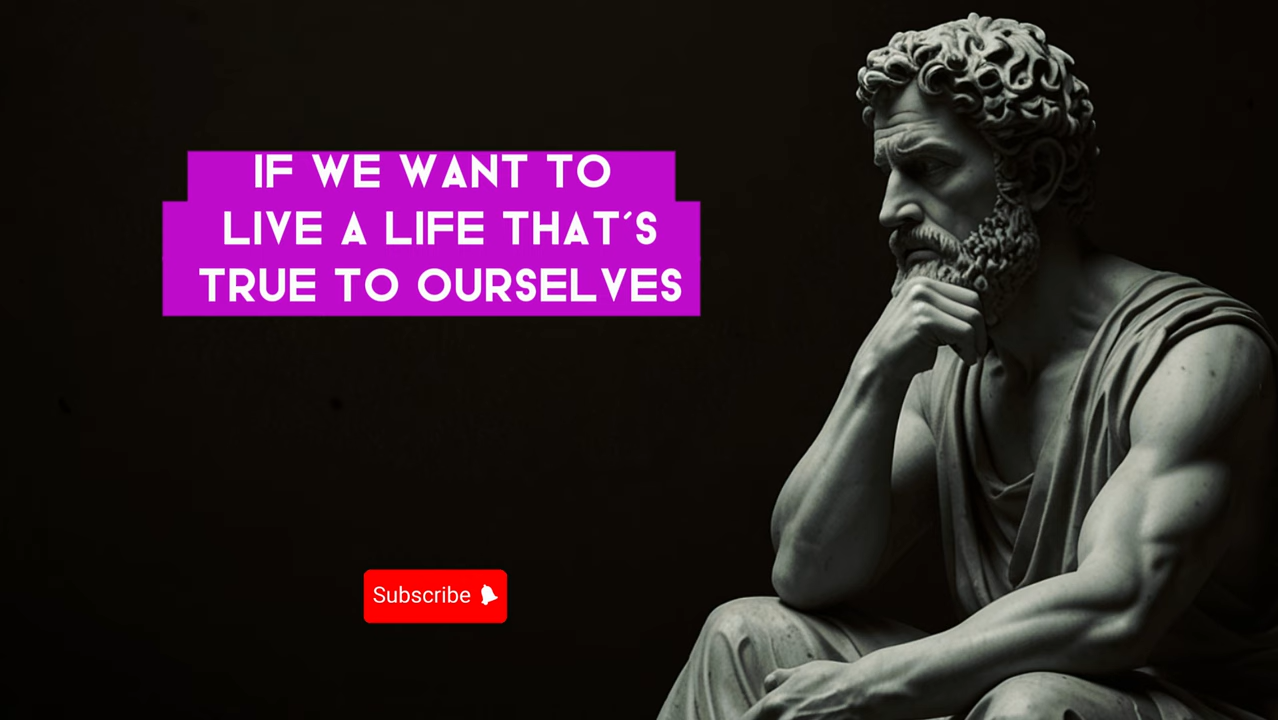 IF WE WANT TO
LIVE A LIFE THAT´S
TRUE TO OURSELVES
Subscribe